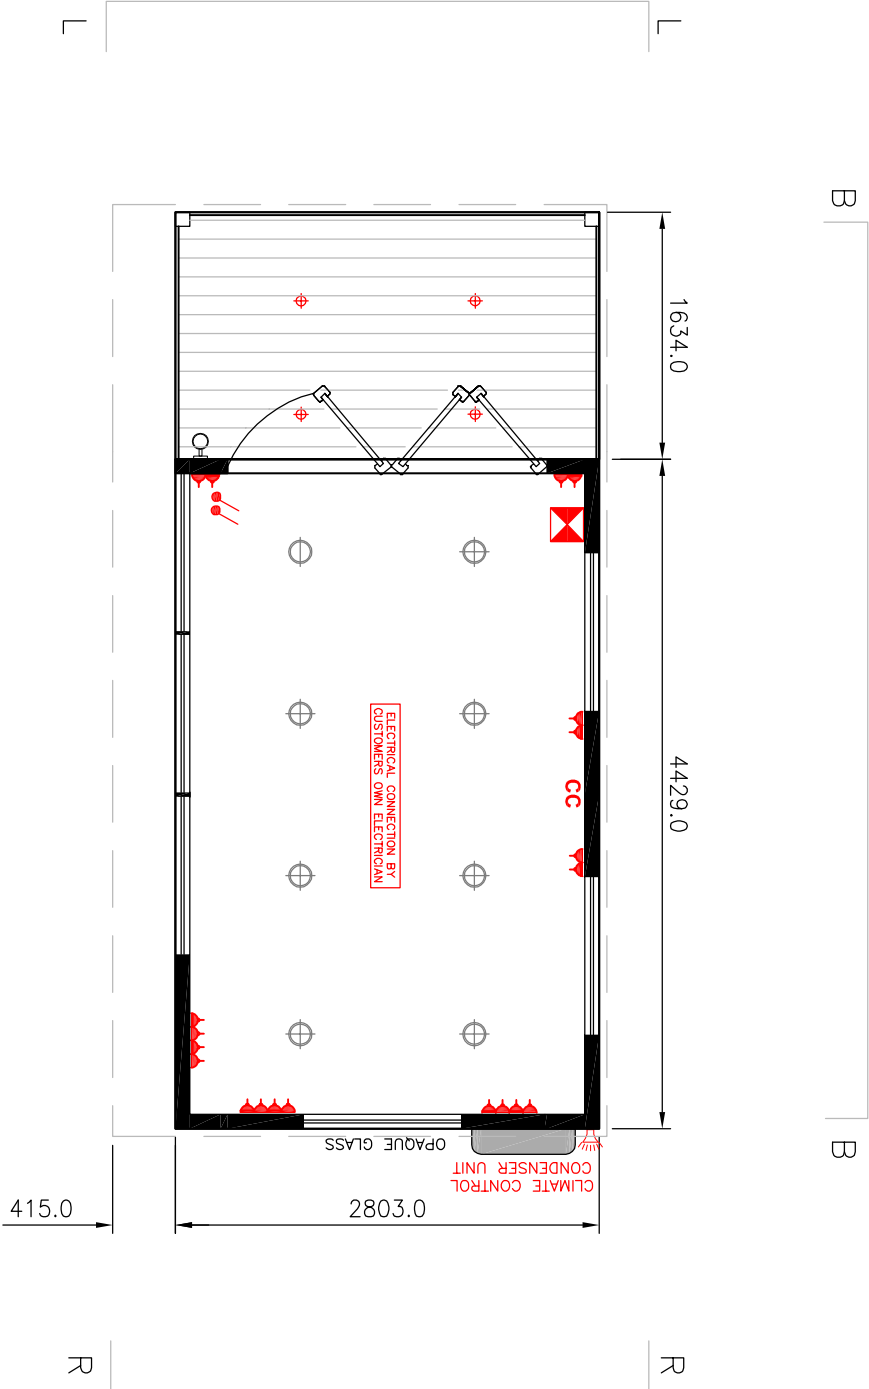 L
L
B
1634.0
ELECTRICAL CONNECTION BY
CUSTOMERS OWN ELECTRICIAN
CC
4429.0
OPAQUE GLASS
CLIMATE CONTROL
CONDENSER UNIT
B
415.0
2803.0
R
R